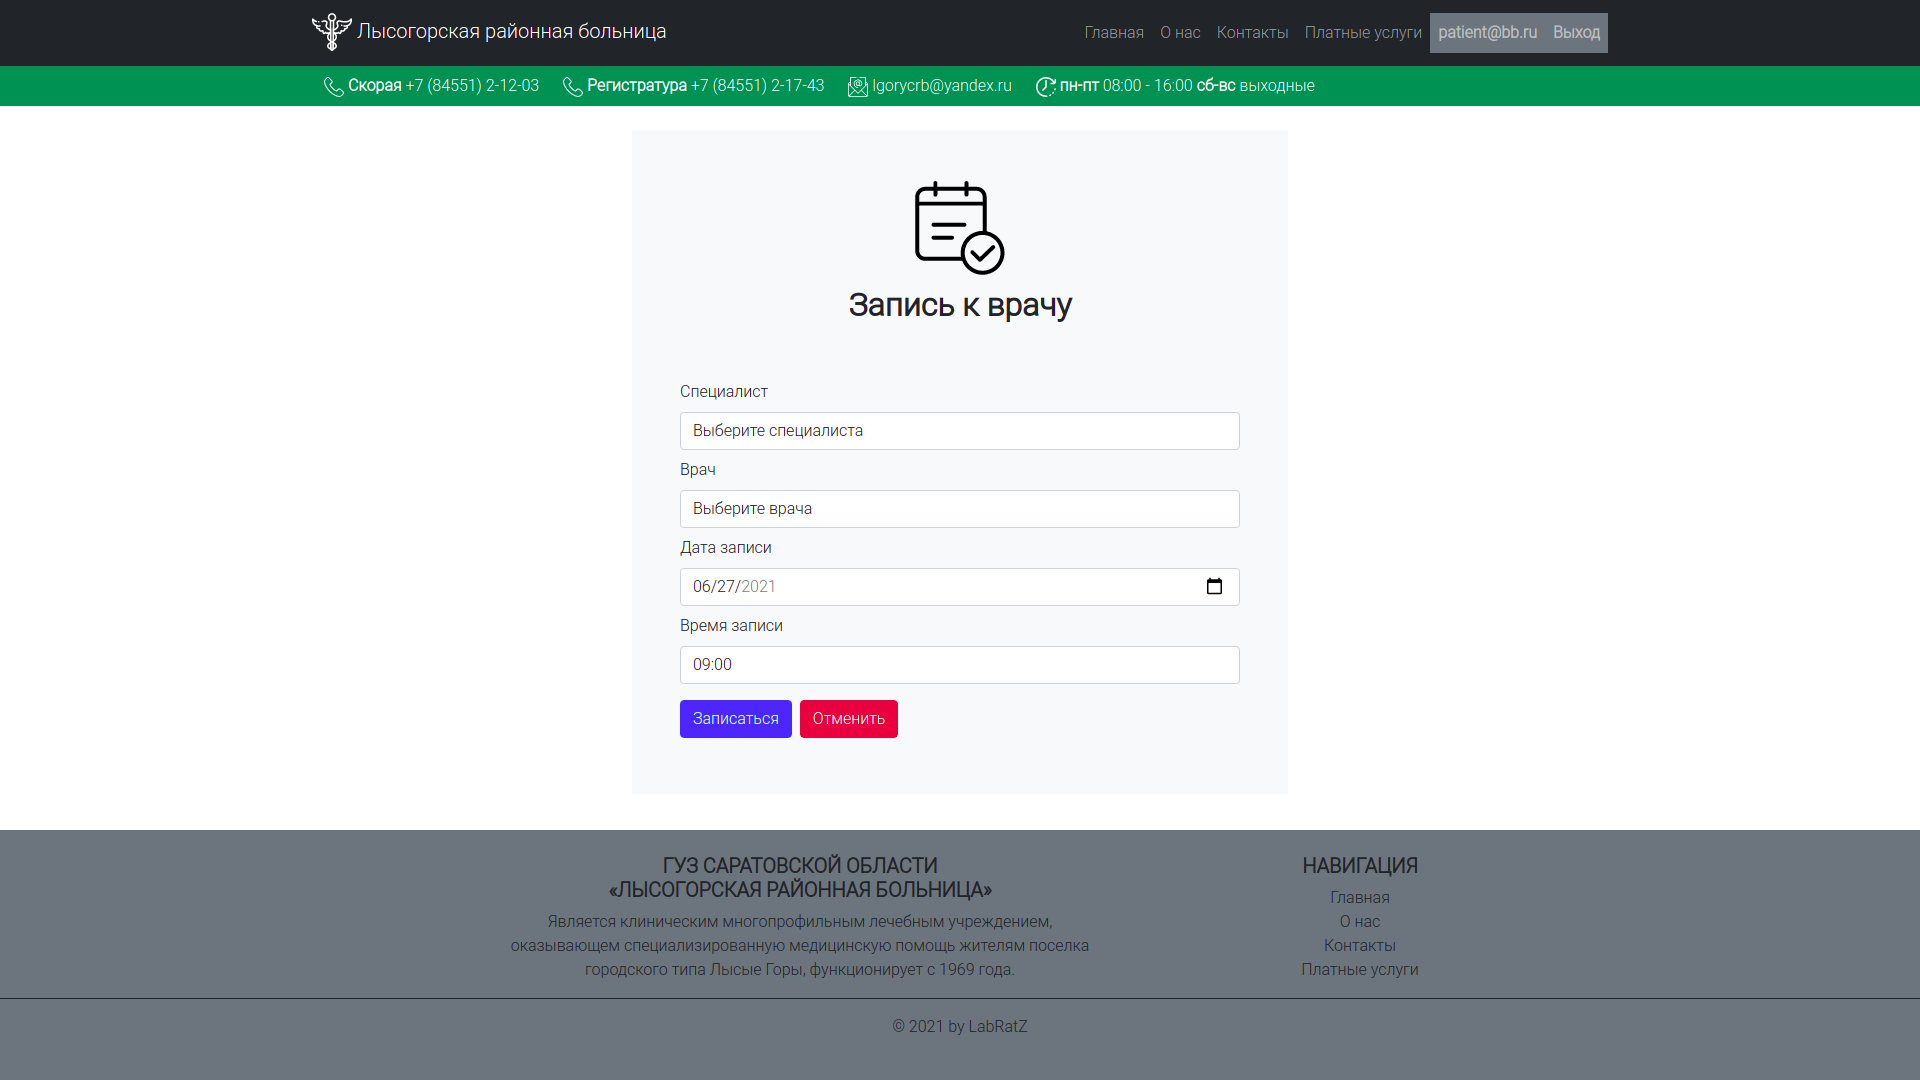 Лысогорская районная больница
Главная О нас Контакты Платные услуги patient@bb.ru Выход
Скорая +7 (84551) 2-12-03 Регистратура +7 (84551) 2-17-43 lgorycrb@yandex.ru пн-пт 08:00 - 16:00 сб-вс выходные
Запись к врачу
Специалист
Выберите специалиста
Врач
Выберите врача
Дата записи
06/27/2021
Время записи
09:00
Записаться Отменить
ГУЗ САРАТОВСКОЙ ОБЛАСТИ
«ЛЫСОГОРСКАЯ РАЙОННАЯ БОЛЬНИЦА»
Является клиническим многопрофильным лечебным учреждением,
оказывающем специализированную медицинскую помощь жителям поселка
городского типа Лысые Горы, функционирует с 1969 года.
НАВИГАЦИЯ
Главная
О нас
Контакты
Платные услуги
© 2021 by LabRatZ